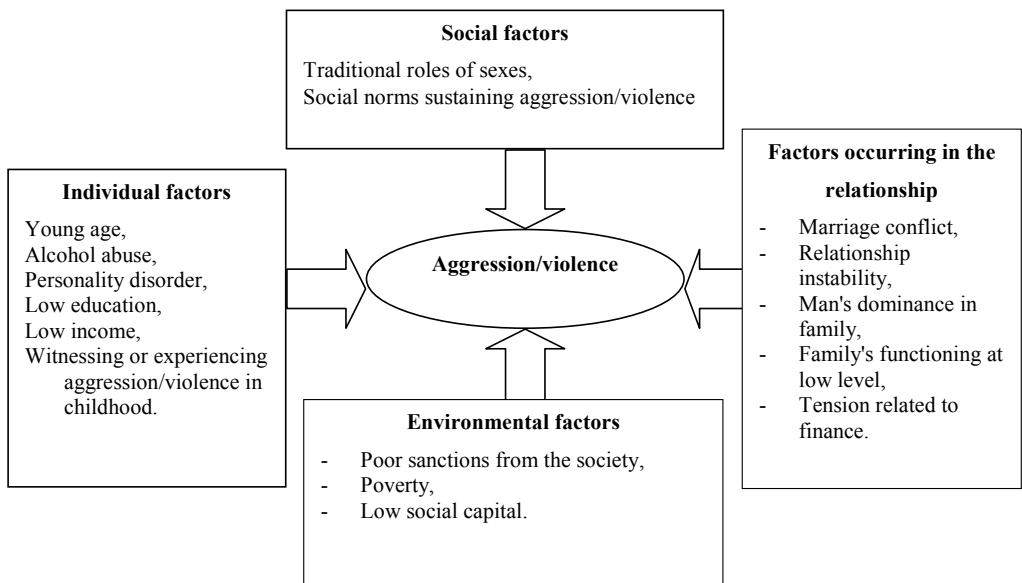 Social factors
Traditional roles of sexes,
Social norms sustaining aggression/violence
Individual factors
Young age,
Alcohol abuse,
Personality disorder,
Low education,
Low income,
Witnessing or experiencing
aggression/violence in
childhood.
Aggression/violence
Factors occurring in the
relationship
- Marriage conflict,
- Relationship
instability,
- Man's dominance in
family,
- Family's functioning at
low level,
- Tension related to
finance.
Environmental factors
- Poor sanctions from the society,
- Poverty,
- Low social capital.